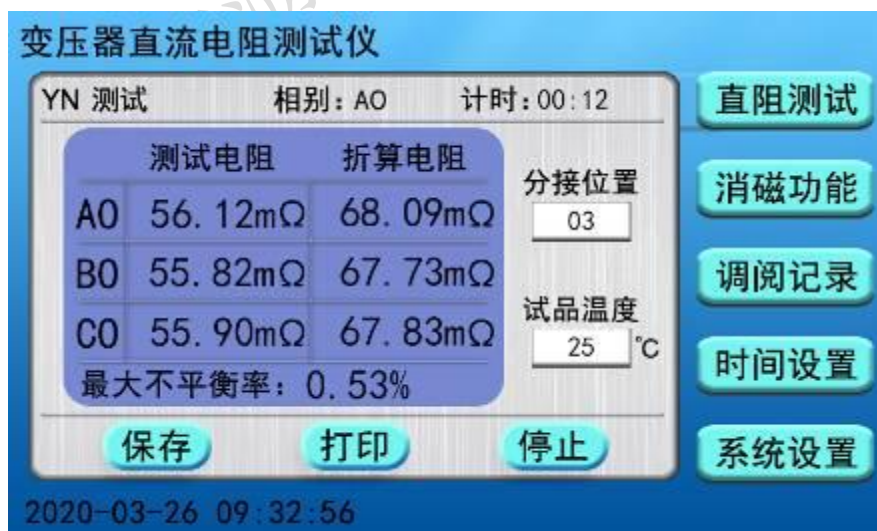 变压器直流电阻测试仪
YN 测试 相别：AO 计时：00:12
测试电阻 折算电阻
AO 56.12mΩ 68.09mΩ
BO 55.82mΩ 67.73mΩ
CO 55.90mΩ 67.83mΩ
最大不平衡率：0.53%
分接位置
03
试品温度
25 ℃
保存 打印 停止
直阻测试
消磁功能
调阅记录
时间设置
系统设置
2020-03-26 09:32:56